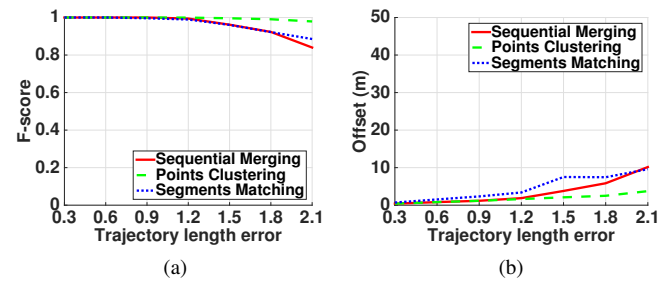 1
0.8
0.6
0.4
0.2
0
F-score
Sequential Merging
Points Clustering
Segments Matching
0.3 0.6 0.9 1.2 1.5 1.8 2.1
Trajectory length error
(a)
50
40
30
20
10
0
Offset (m)
Sequential Merging
Points Clustering
Segments Matching
0.3 0.6 0.9 1.2 1.5 1.8 2.1
Trajectory length error
(b)